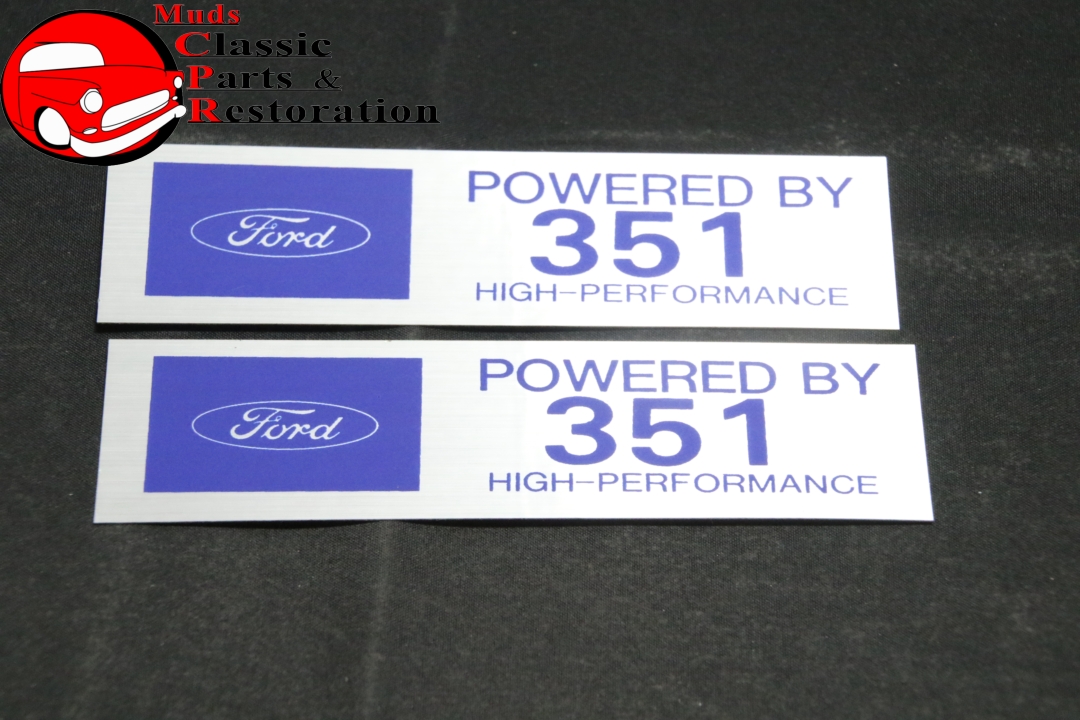 Muds
Classic
Parts &
Restoration
Ford
POWERED BY
351
HIGH-PERFORMANCE
Ford
POWERED BY
351
HIGH-PERFORMANCE